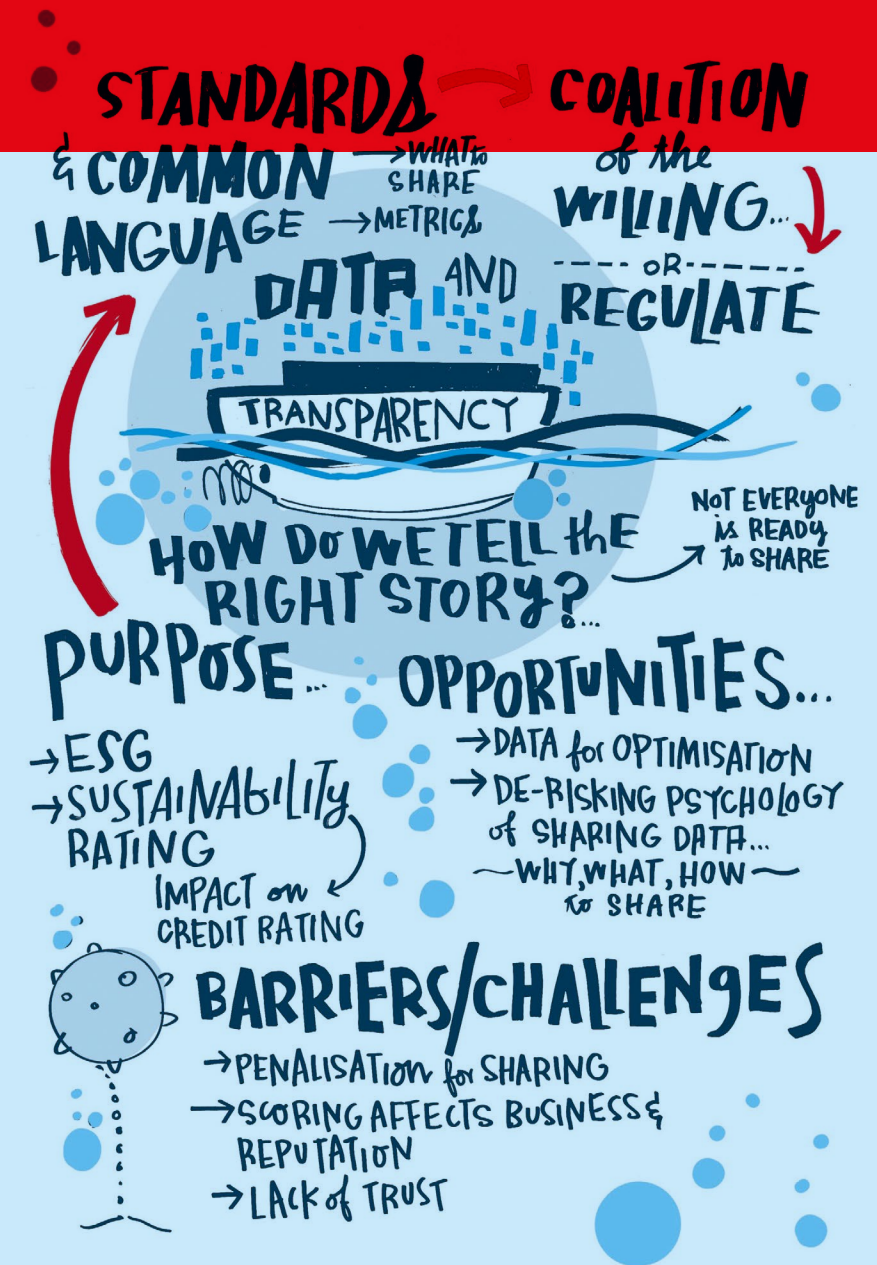 STANDARDS
& COMMON
LANGUAGE
→ WHAT to
SHARE
→ METRICS
COALITION
of the
WILLING...
- - - - OR - - - - - -
REGULATE
DATA AND
TRANSPARENCY
HOW DO WE TELL the
RIGHT STORY?...
NOT EVERYONE
is READY
to SHARE
PURPOSE...
→ ESG
→ SUSTAINABILITY
RATING
IMPACT on
CREDIT RATING
OPPORTUNITIES...
→ DATA for OPTIMISATION
→ DE-RISKING PSYCHOLOGY
of SHARING DATA...
~ WHY, WHAT, HOW ~
to SHARE
BARRIERS/CHALLENGES
→ PENALISATION for SHARING
→ SCORING AFFECTS BUSINESS &
REPUTATION
→ LACK of TRUST